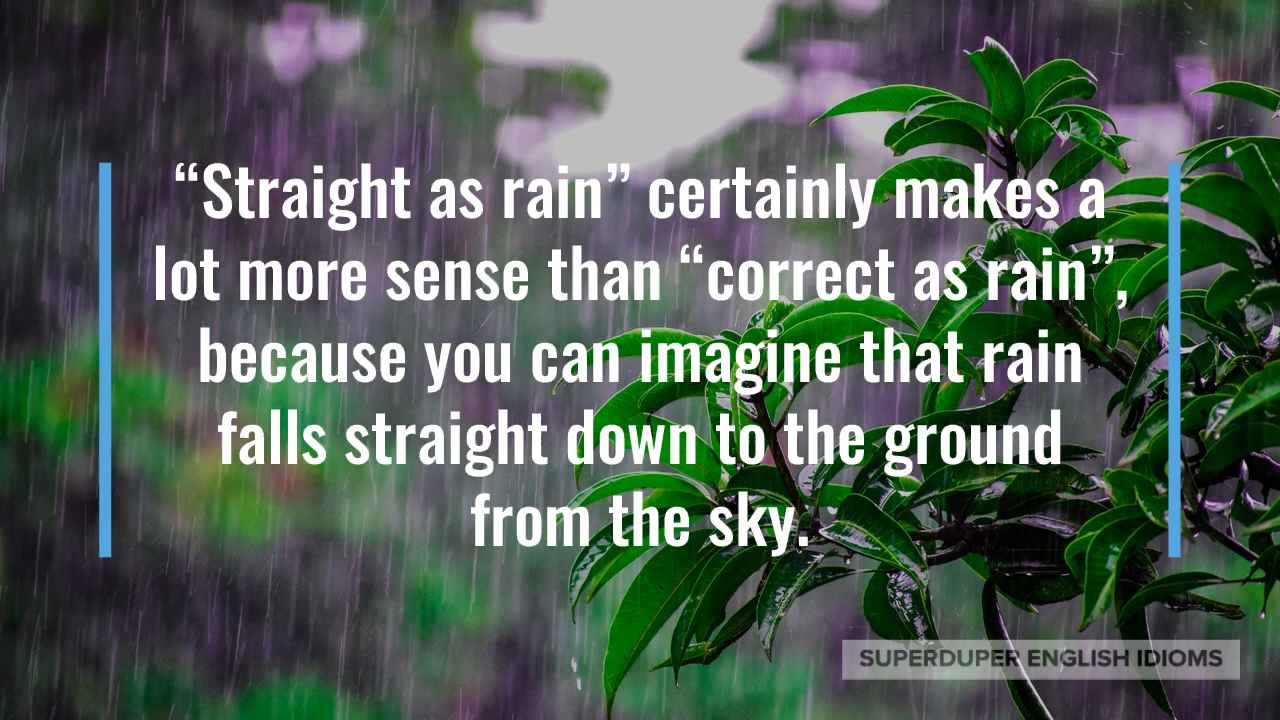 “Straight as rain” certainly makes a
lot more sense than “correct as rain”,
because you can imagine that rain
falls straight down to the ground
from the sky.
SUPERDUPER ENGLISH IDIOMS